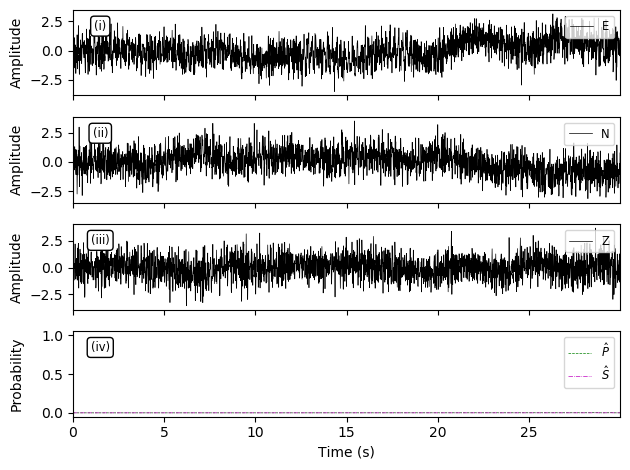 Amplitude
2.5
0.0
−2.5
(i)
E
Amplitude
2.5
0.0
−2.5
(ii)
N
Amplitude
2.5
0.0
−2.5
(iii)
Z
Probability
1.0
0.5
0.0
(iv)
P̂
Ŝ
0 5 10 15 20 25
Time (s)